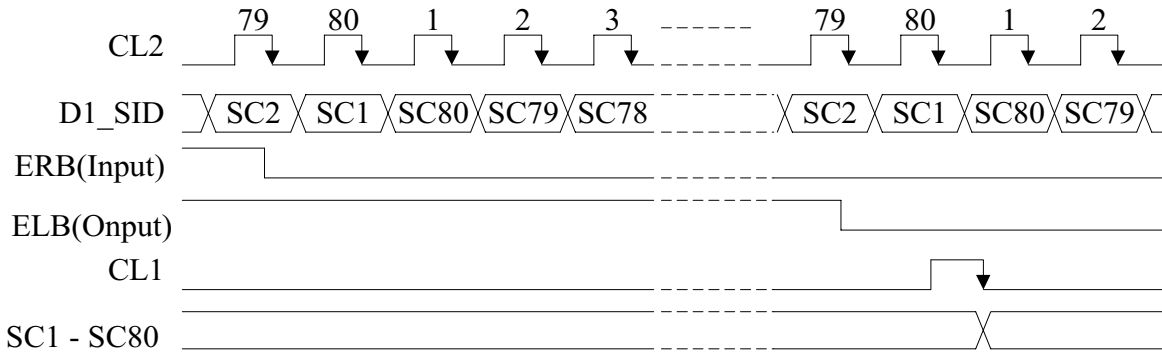 79 80 1 2 3 79 80 1 2
CL2
D1_SID SC2 SC1 SC80 SC79 SC78 SC2 SC1 SC80 SC79
ERB(Input)
ELB(Onput)
CL1
SC1 - SC80